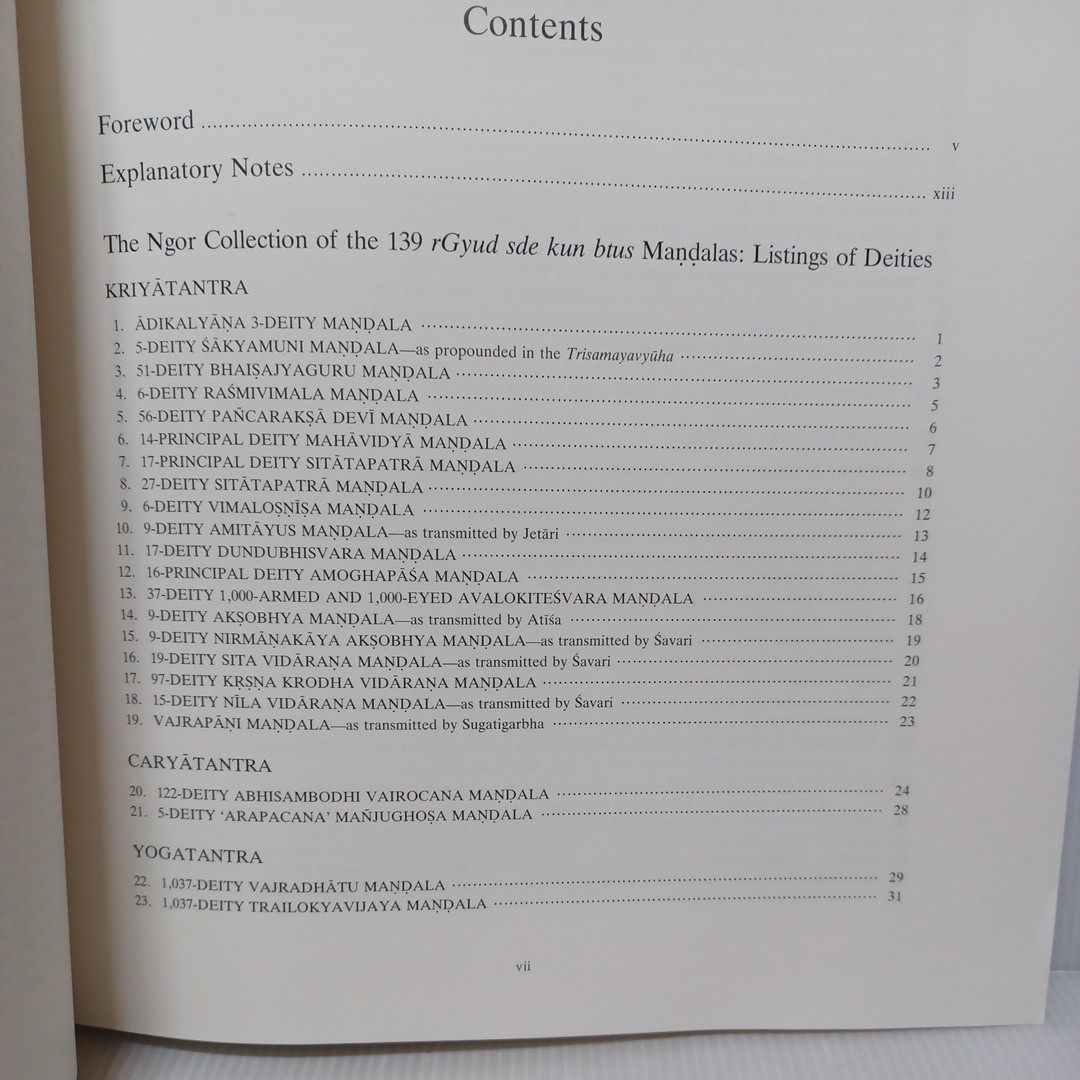 Contents
Foreword v
Explanatory Notes xiii
The Ngor Collection of the 139 rGyud sde kun btus Maṇḍalas: Listings of Deities
KRIYĀTANTRA
1. ĀDIKALYĀṆA 3-DEITY MAṆḌALA 1
2. 5-DEITY ŚĀKYAMUNI MAṆḌALA—as propounded in the Trisamayavyūha 2
3. 51-DEITY BHAIṢAJYAGURU MAṆḌALA 3
4. 6-DEITY RAŚMIVIMALA MAṆḌALA 5
5. 56-DEITY PAÑCARAKṢĀ DEVĪ MAṆḌALA 6
6. 14-PRINCIPAL DEITY MAHĀVIDYĀ MAṆḌALA 7
7. 17-PRINCIPAL DEITY SITĀTAPATRĀ MAṆḌALA 8
8. 27-DEITY SITĀTAPATRĀ MAṆḌALA 10
9. 6-DEITY VIMALOṢṆĪṢA MAṆḌALA 12
10. 9-DEITY AMITĀYUS MAṆḌALA—as transmitted by Jetāri 13
11. 17-DEITY DUNDUBHISVARA MAṆḌALA 14
12. 16-PRINCIPAL DEITY AMOGHAPĀŚA MAṆḌALA 15
13. 37-DEITY 1,000-ARMED AND 1,000-EYED AVALOKITEŚVARA MAṆḌALA 16
14. 9-DEITY AKṢOBHYA MAṆḌALA—as transmitted by Atīśa 18
15. 9-DEITY NIRMĀṆAKĀYA AKṢOBHYA MAṆḌALA—as transmitted by Śavari 19
16. 19-DEITY SITA VIDĀRAṆA MAṆḌALA—as transmitted by Śavari 20
17. 97-DEITY KṚṢṆA KRODHA VIDĀRAṆA MAṆḌALA 21
18. 15-DEITY NĪLA VIDĀRAṆA MAṆḌALA—as transmitted by Śavari 22
19. VAJRAPĀṆI MAṆḌALA—as transmitted by Sugatigarbha 23
CARYĀTANTRA
20. 122-DEITY ABHISAMBODHI VAIROCANA MAṆḌALA 24
21. 5-DEITY ‘ARAPACANA’ MAÑJUGHOṢA MAṆḌALA 28
YOGATANTRA
22. 1,037-DEITY VAJRADHĀTU MAṆḌALA 29
23. 1,037-DEITY TRAILOKYAVIJAYA MAṆḌALA 31
vii